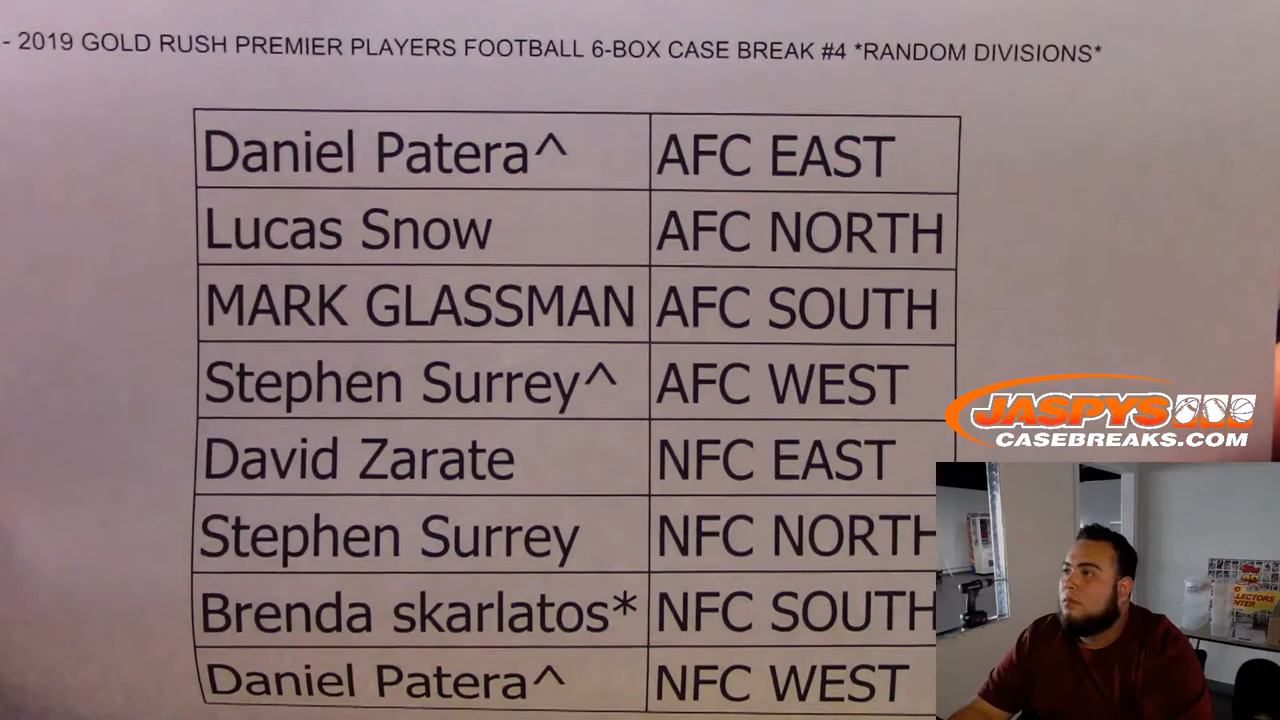 - 2019 GOLD RUSH PREMIER PLAYERS FOOTBALL 6-BOX CASE BREAK #4 *RANDOM DIVISIONS*
Daniel Patera^ AFC EAST
Lucas Snow AFC NORTH
MARK GLASSMAN AFC SOUTH
Stephen Surrey^ AFC WEST
David Zarate NFC EAST
Stephen Surrey NFC NORTH
Brenda skarlatos* NFC SOUTH
Daniel Patera^ NFC WEST
JASPYS
CASEBREAKS.COM